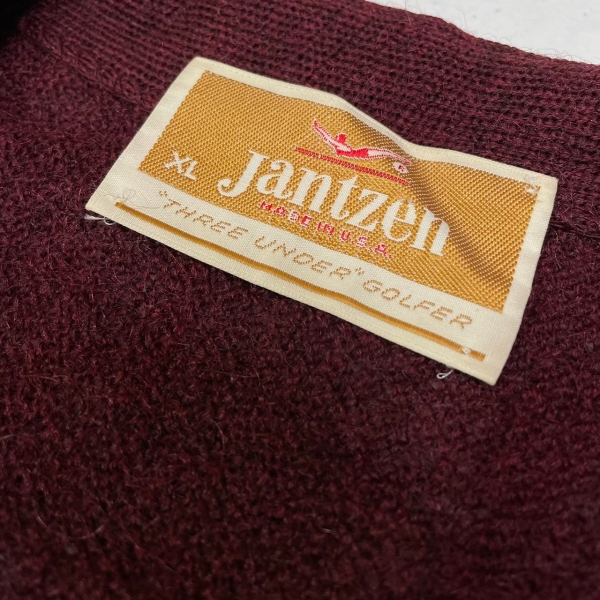 XL Jantzen
MADE IN U.S.A.
"THREE UNDER" GOLFER